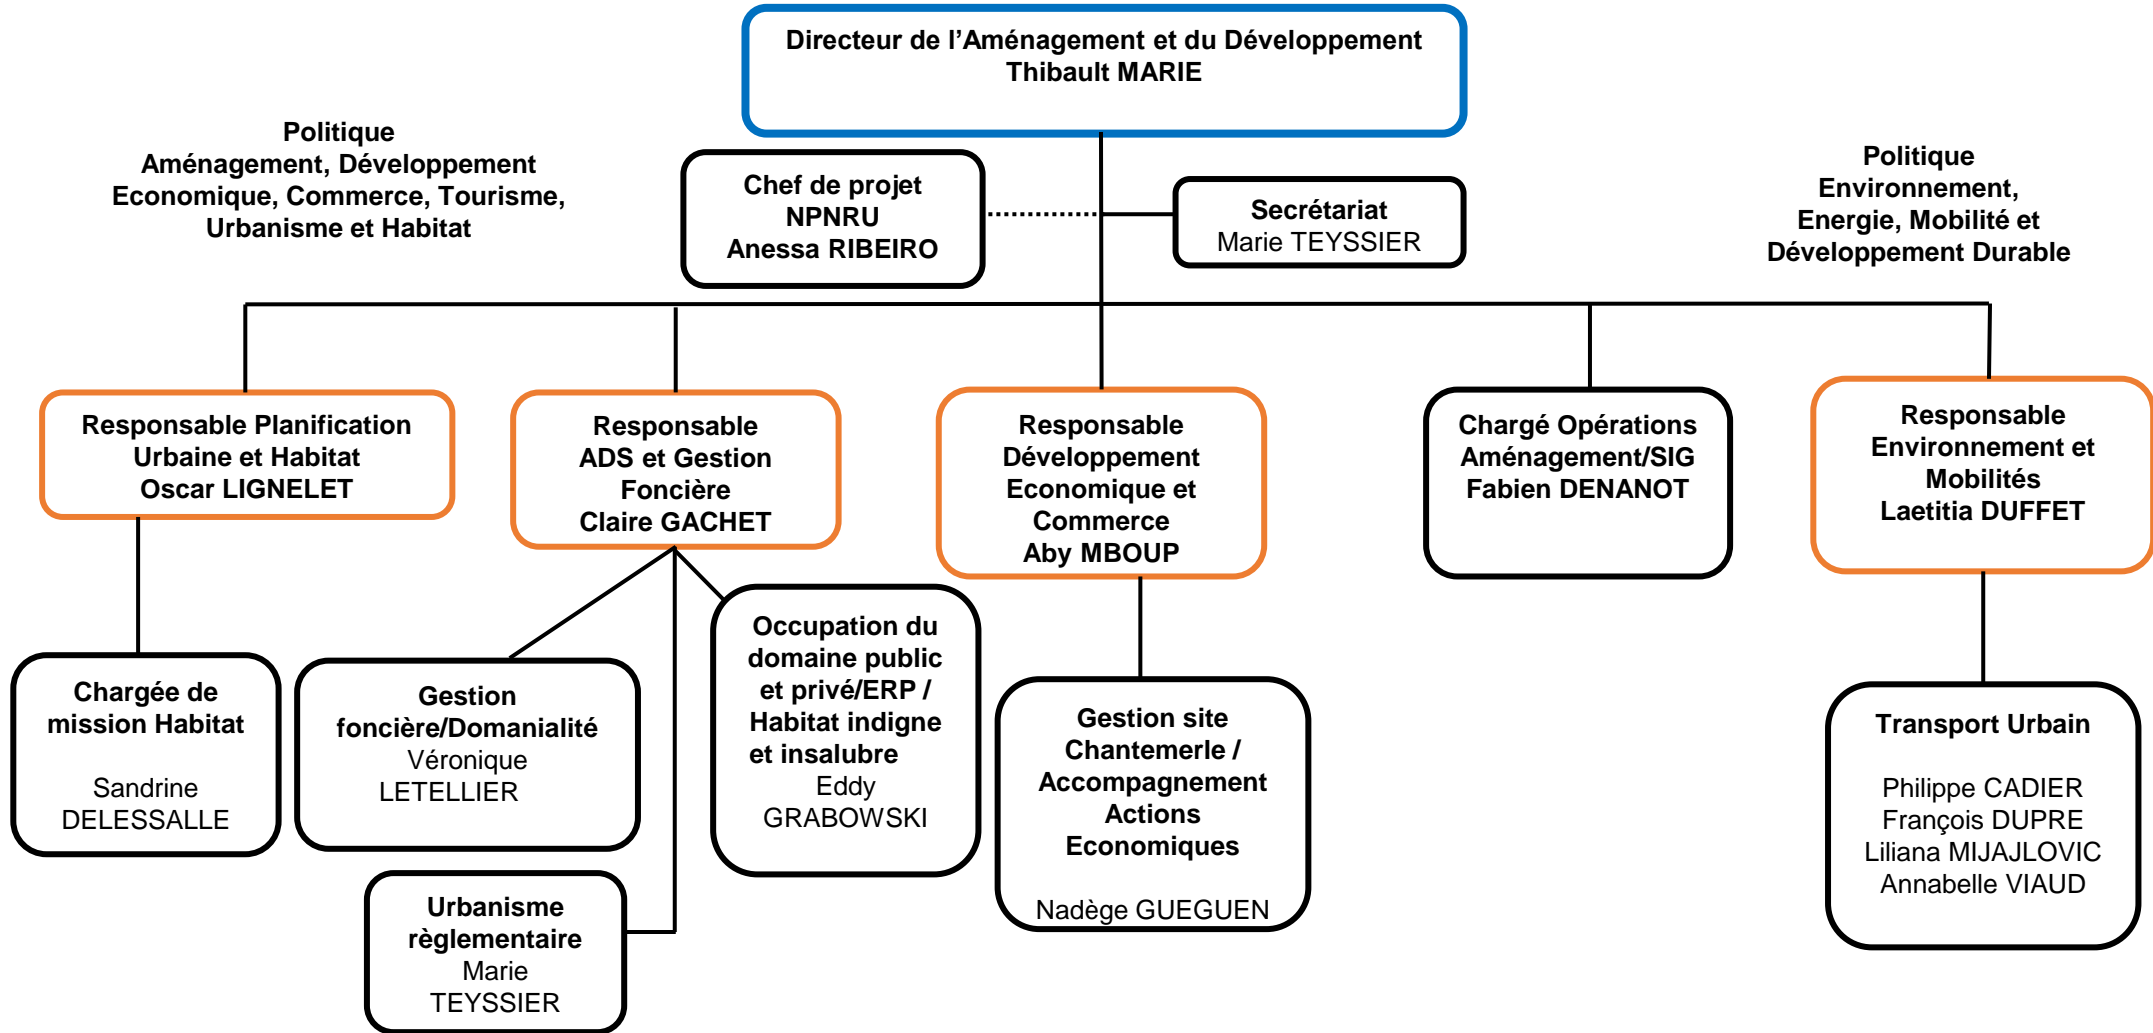 Directeur de l’Aménagement et du Développement
Thibault MARIE
Politique
Aménagement, Développement
Economique, Commerce, Tourisme,
Urbanisme et Habitat
Chef de projet
NPNRU
Anessa RIBEIRO
Secrétariat
Marie TEYSSIER
Politique
Environnement,
Energie, Mobilité et
Développement Durable
Responsable Planification
Urbaine et Habitat
Oscar LIGNELET
Responsable
ADS et Gestion
Foncière
Claire GACHET
Responsable
Développement
Economique et
Commerce
Aby MBOUP
Chargé Opérations
Aménagement/SIG
Fabien DENANOT
Responsable
Environnement et
Mobilités
Laetitia DUFFET
Chargée de
mission Habitat
Sandrine
DELESSALLE
Gestion
foncière/Domanialité
Véronique
LETELLIER
Occupation du
domaine public
et privé/ERP /
Habitat indigne
et insalubre
Eddy
GRABOWSKI
Gestion site
Chantemerle /
Accompagnement
Actions
Economiques
Nadège GUEGUEN
Transport Urbain
Philippe CADIER
François DUPRE
Liliana MIJAJLOVIC
Annabelle VIAUD
Urbanisme
règlementaire
Marie
TEYSSIER